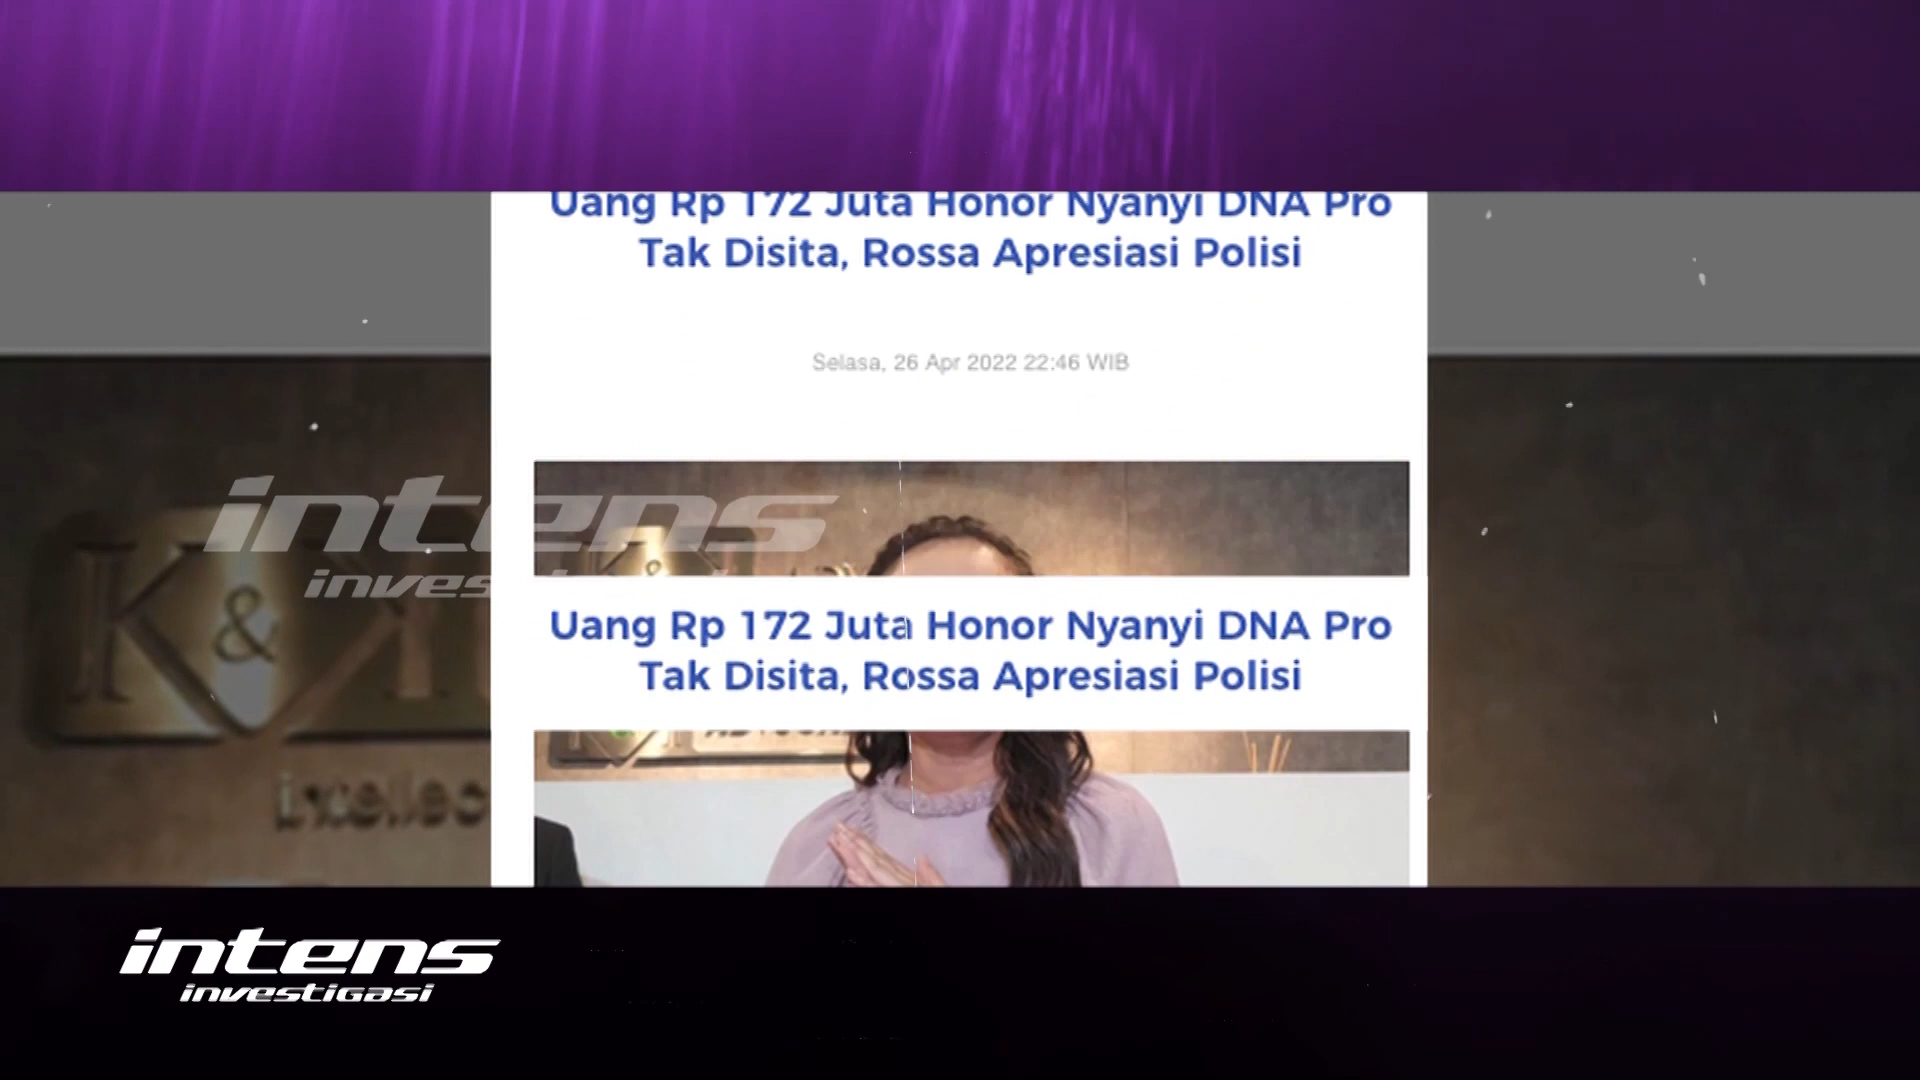 Uang Rp 172 Juta Honor Nyanyi DNA Pro
Tak Disita, Rossa Apresiasi Polisi
Selasa, 26 Apr 2022 22:46 WIB
intens
K&K
Uang Rp 172 Juta Honor Nyanyi DNA Pro
Tak Disita, Rossa Apresiasi Polisi
intens
investigasi